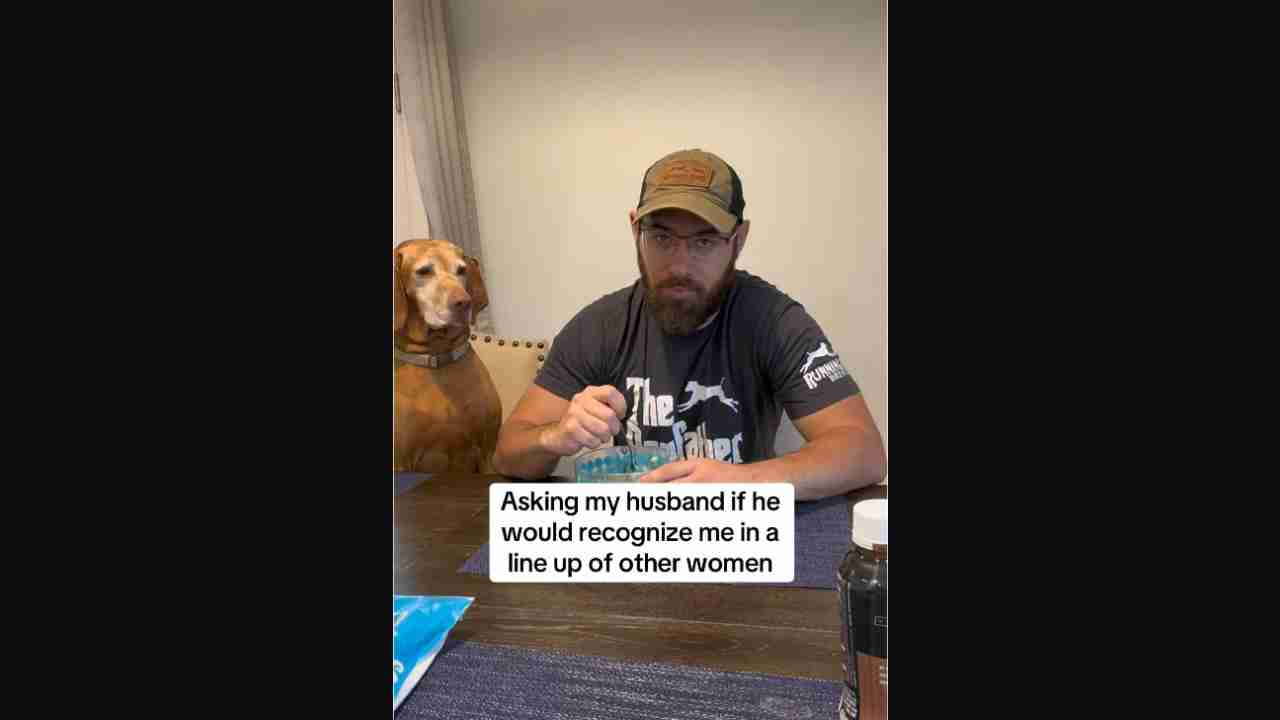 The
RUNNING
Asking my husband if he
would recognize me in a
line up of other women